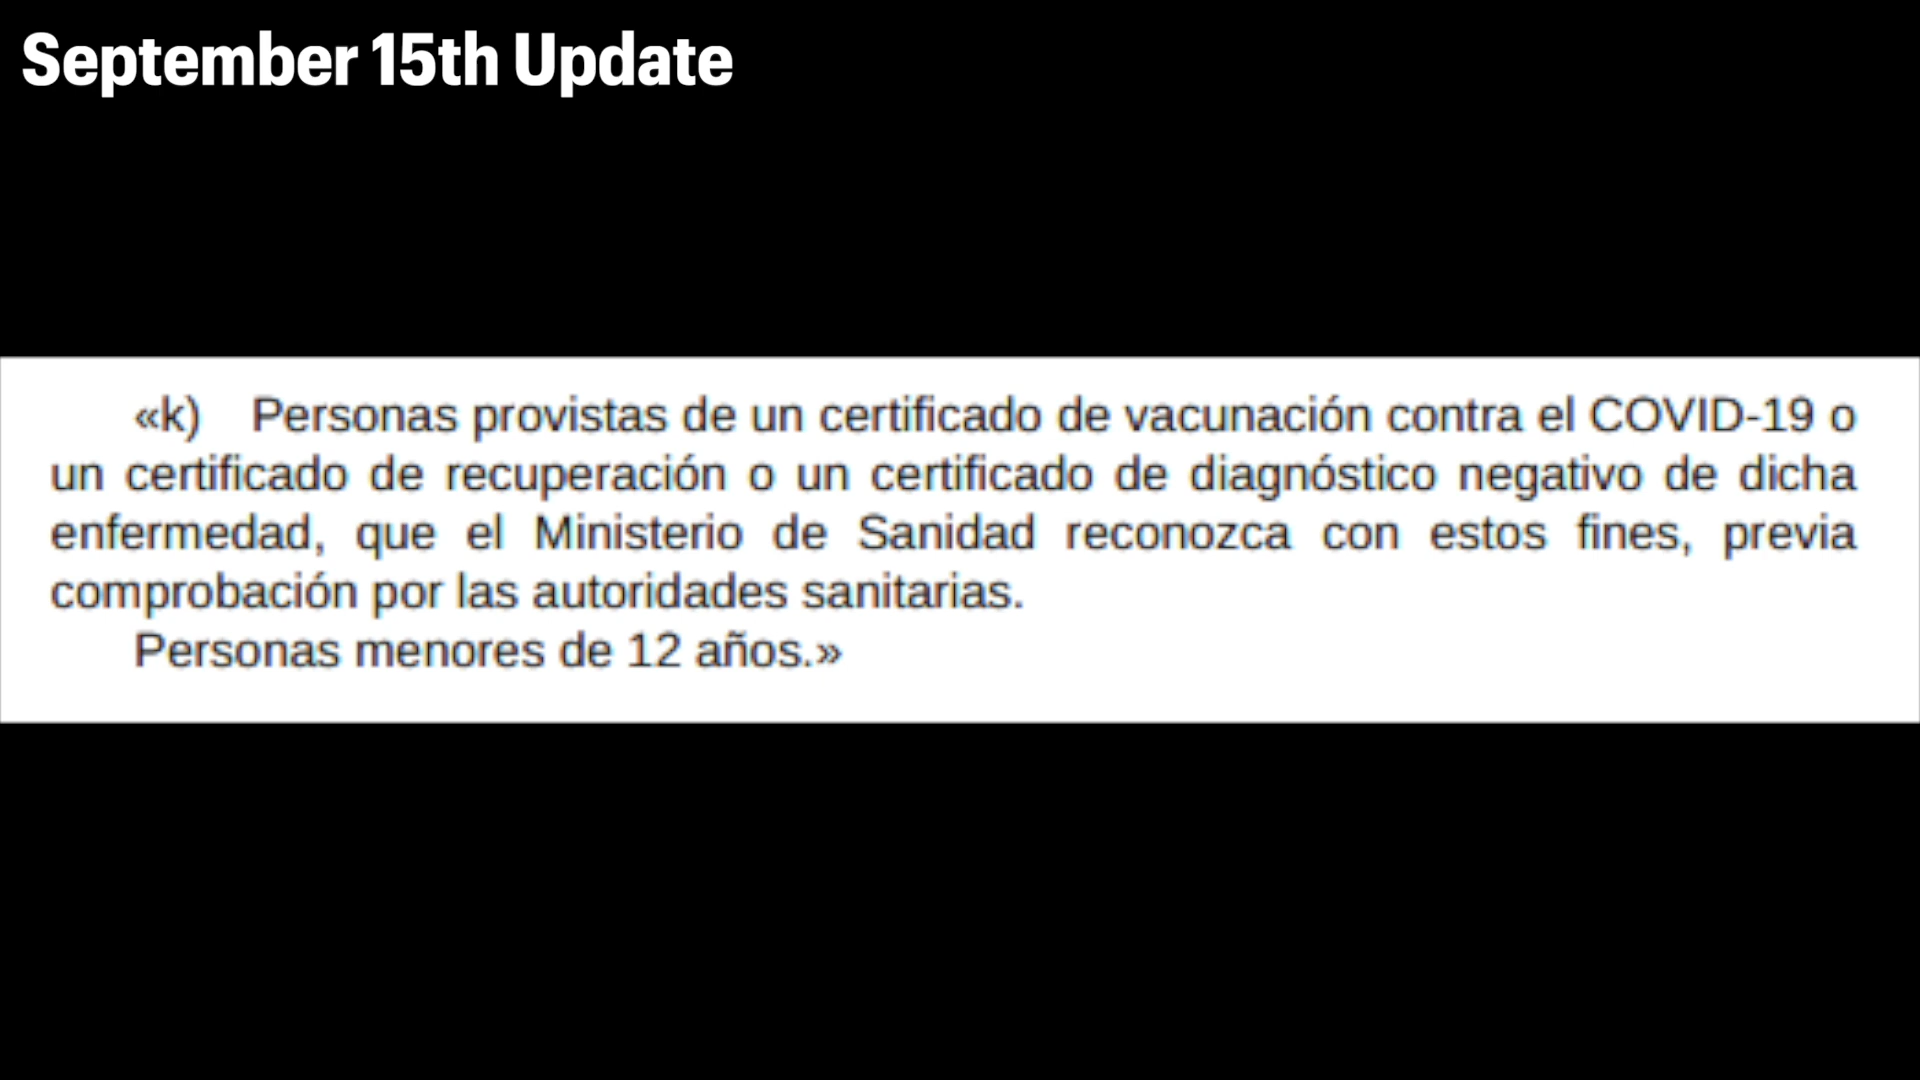 September 15th Update
«k) Personas provistas de un certificado de vacunación contra el COVID-19 o
un certificado de recuperación o un certificado de diagnóstico negativo de dicha
enfermedad, que el Ministerio de Sanidad reconozca con estos fines, previa
comprobación por las autoridades sanitarias.
Personas menores de 12 años.»